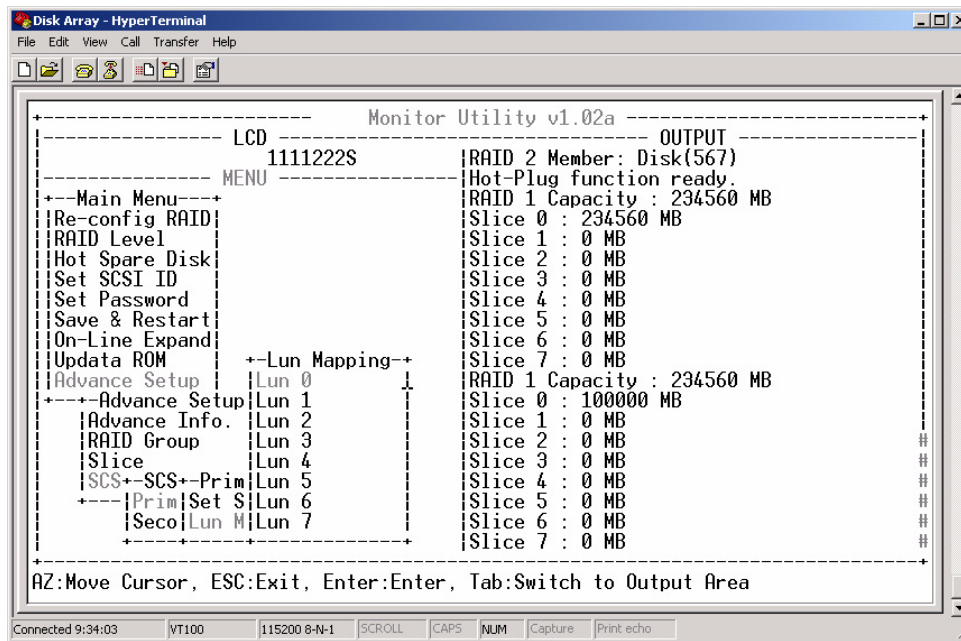 Disk Array - HyperTerminal
File Edit View Call Transfer Help
Monitor Utility v1.02a
LCD OUTPUT
1111222S RAID 2 Member: Disk(567)
MENU Hot-Plug function ready.
Main Menu RAID 1 Capacity : 234560 MB
Re-config RAID Slice 0 : 234560 MB
RAID Level Slice 1 : 0 MB
Hot Spare Disk Slice 2 : 0 MB
Set SCSI ID Slice 3 : 0 MB
Set Password Slice 4 : 0 MB
Save & Restart Slice 5 : 0 MB
On-Line Expand Slice 6 : 0 MB
Updata ROM Lun Mapping Slice 7 : 0 MB
Advance Setup Lun 0 RAID 1 Capacity : 234560 MB
Advance Setup Lun 1 Slice 0 : 100000 MB
Advance Info. Lun 2 Slice 1 : 0 MB
RAID Group Lun 3 Slice 2 : 0 MB #
Slice Lun 4 Slice 3 : 0 MB #
SCS SCS Prim Lun 5 Slice 4 : 0 MB #
Prim Set S Lun 6 Slice 5 : 0 MB #
Seco Lun M Lun 7 Slice 6 : 0 MB #
Slice 7 : 0 MB #
AZ:Move Cursor, ESC:Exit, Enter:Enter, Tab:Switch to Output Area
Connected 9:34:03 VT100 115200 8-N-1 SCROLL CAPS NUM Capture Print echo